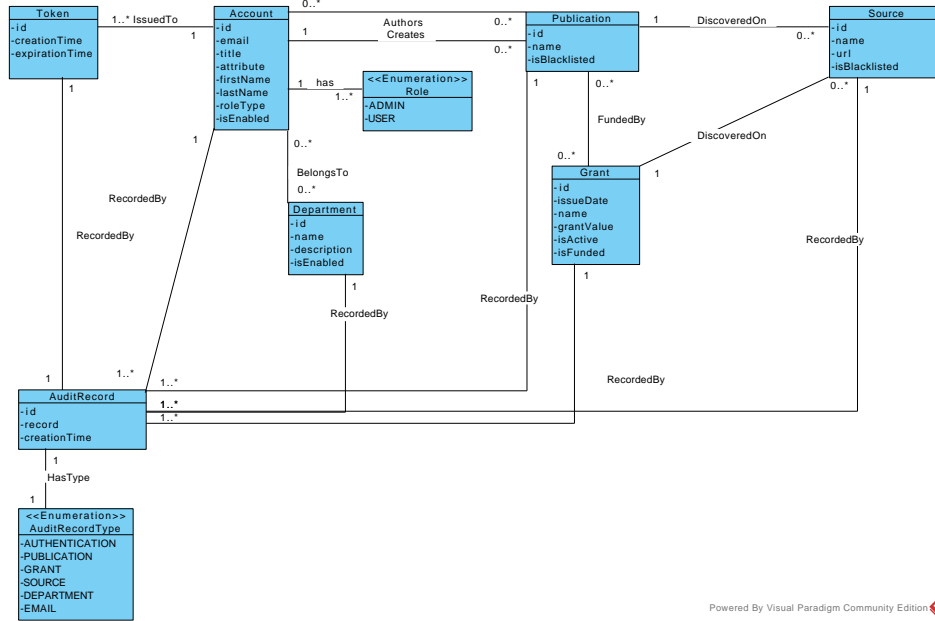 Token
-id
-creationTime
-expirationTime
1..* IssuedTo
1
Account
-id
-email
-title
-attribute
-firstName
-lastName
-roleType
-isEnabled
0..*
0..*
Authors
1
Creates
0..*
Publication
-id
-name
-isBlacklisted
1
DiscoveredOn
0..*
Source
-id
-name
-url
-isBlacklisted
1
has
1..*
<<Enumeration>>
Role
-ADMIN
-USER
1
0..*
0..*
1
FundedBy
DiscoveredOn
1
0..*
BelongsTo
0..*
1
0..*
1
Grant
-id
-issueDate
-name
-grantValue
-isActive
-isFunded
1
Department
-id
-name
-description
-isEnabled
1
RecordedBy
RecordedBy
RecordedBy
RecordedBy
RecordedBy
RecordedBy
1
1..*
1..*
1..*
1..*
AuditRecord
-id
-record
-creationTime
1
HasType
1
<<Enumeration>>
AuditRecordType
-AUTHENTICATION
-PUBLICATION
-GRANT
-SOURCE
-DEPARTMENT
-EMAIL
Powered By Visual Paradigm Community Edition